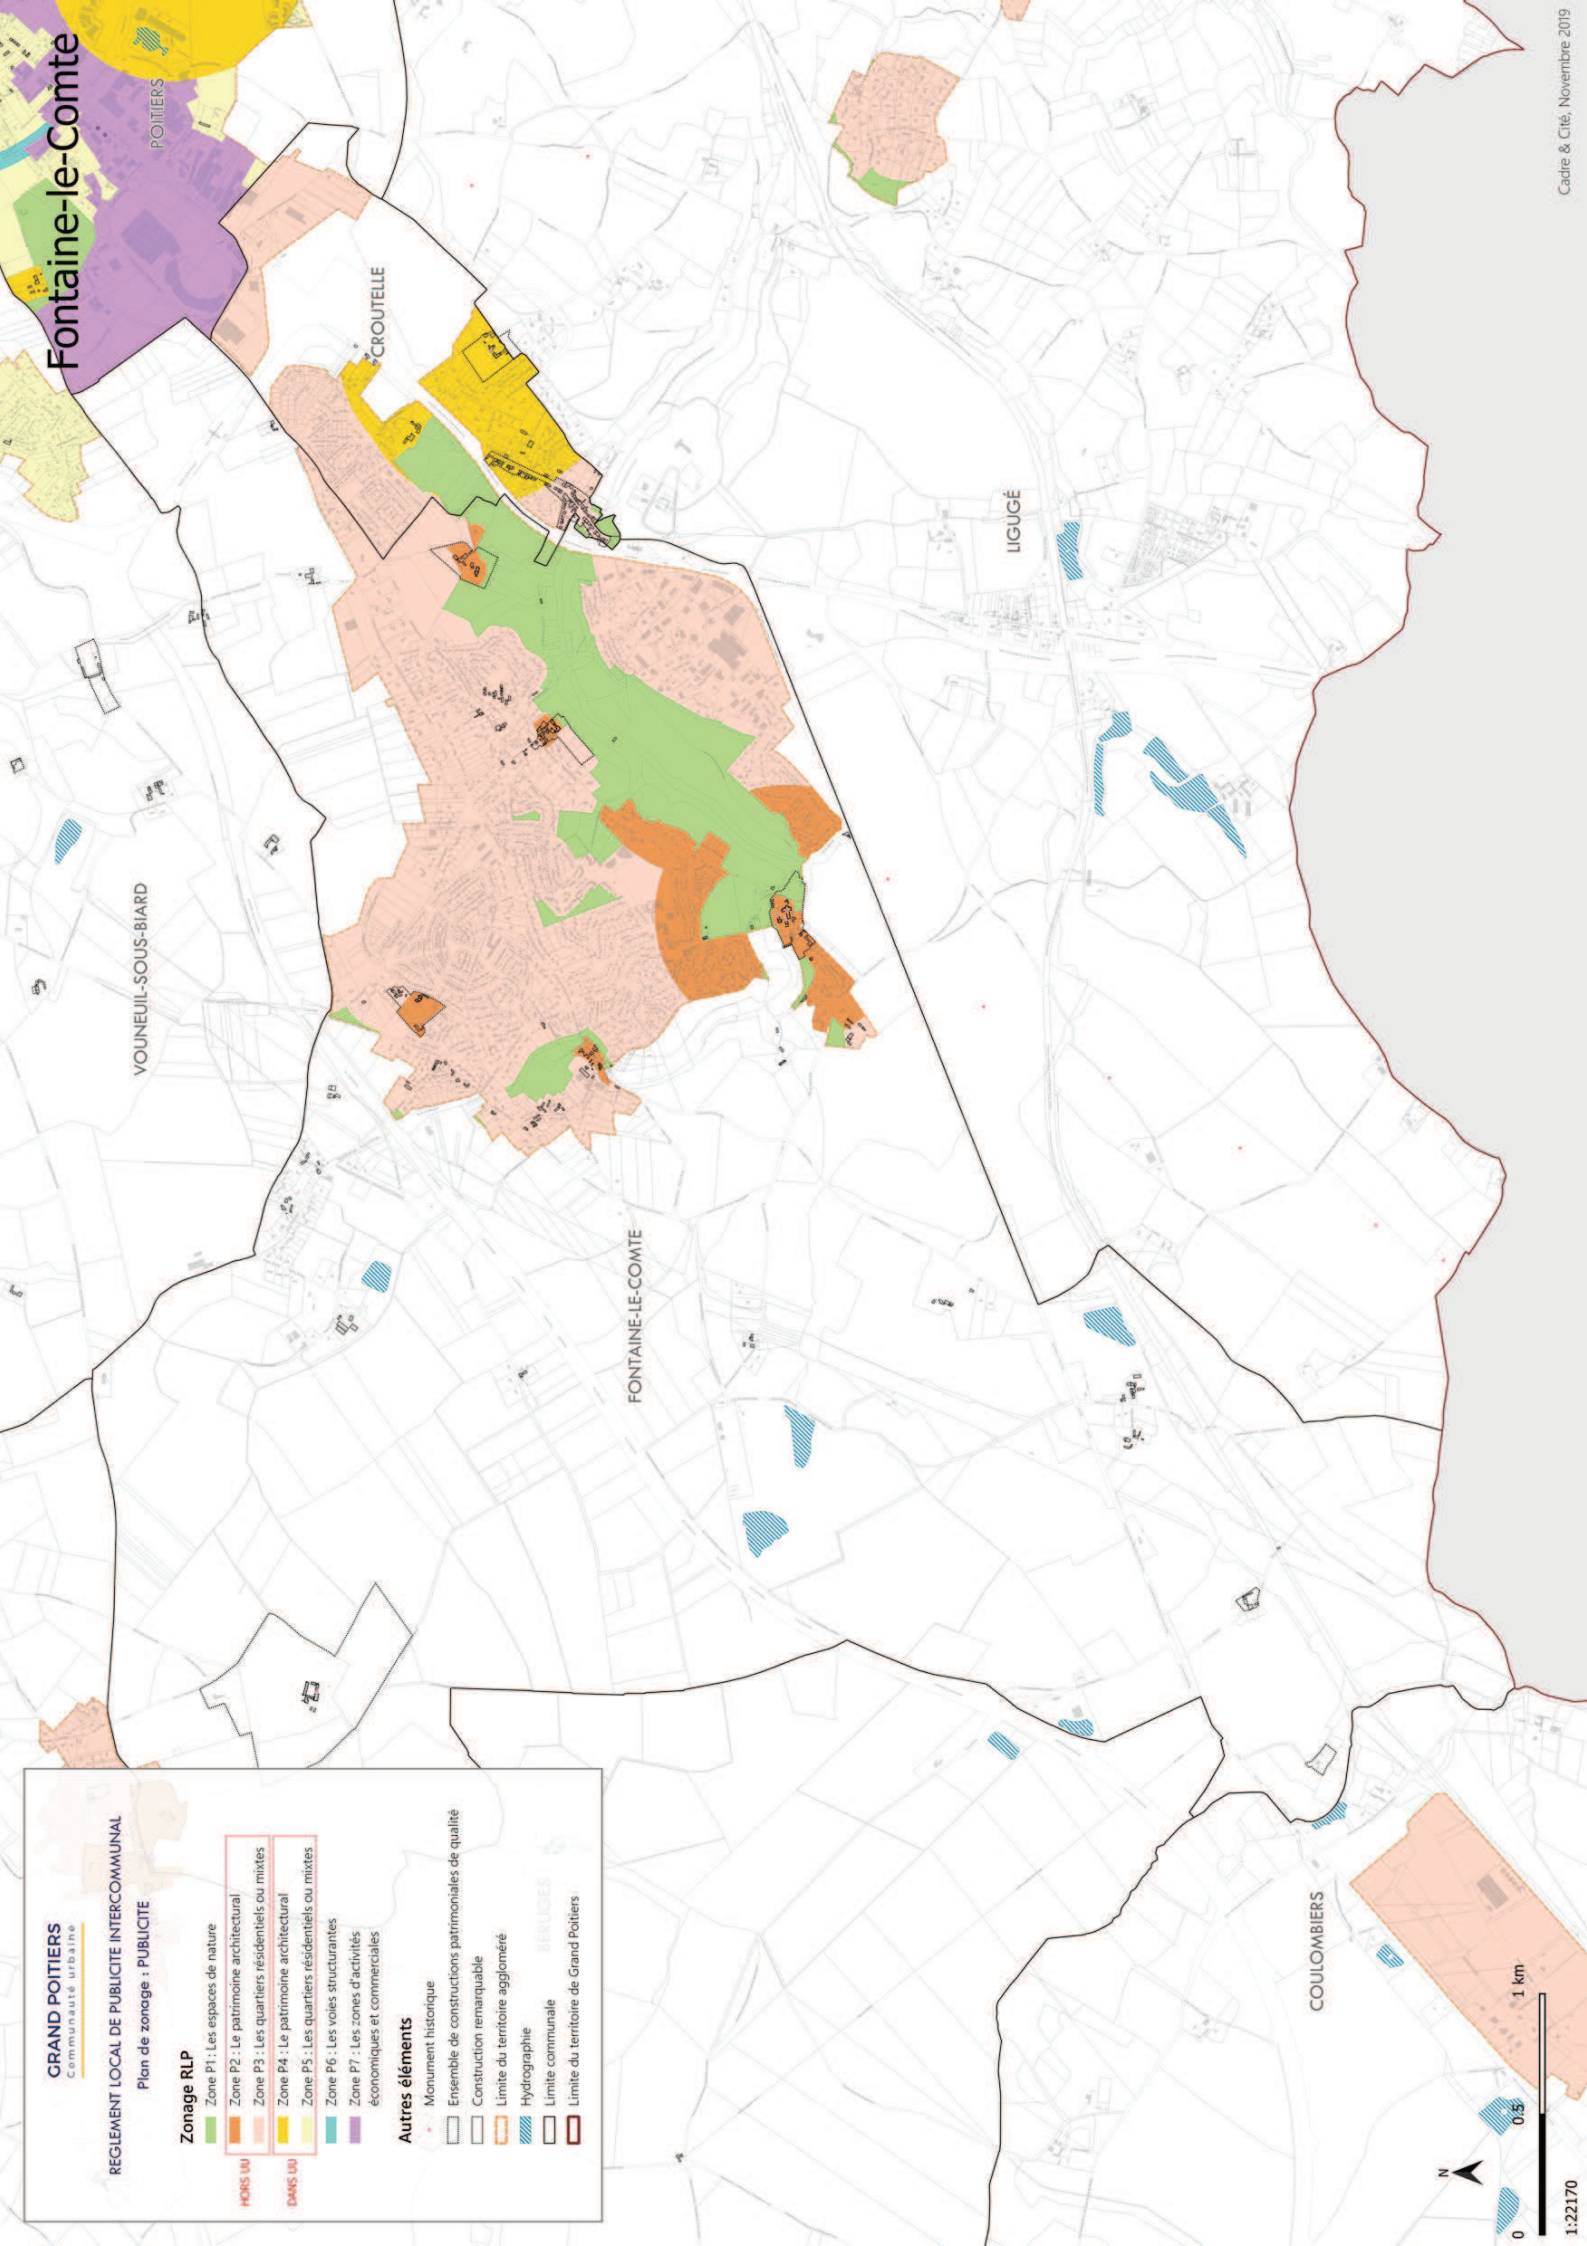 Fontaine-le-Comte
GRAND POITIERS
Communauté urbaine
REGLEMENT LOCAL DE PUBLICITE INTERCOMMUNAL
Plan de zonage : PUBLICITE
Zonage RLP
Zone P1 : Les espaces de nature
HORS UU
Zone P2 : Le patrimoine architectural
Zone P3 : Les quartiers résidentiels ou mixtes
DANS UU
Zone P4 : Le patrimoine architectural
Zone P5 : Les quartiers résidentiels ou mixtes
Zone P6 : Les voies structurantes
Zone P7 : Les zones d'activités
économiques et commerciales
Autres éléments
Monument historique
Ensemble de constructions patrimoniales de qualité
Construction remarquable
Limite du territoire aggloméré
Hydrographie
Limite communale
Limite du territoire de Grand Poitiers
POITIERS
CROUTELLE
VOUNEUIL-SOUS-BIARD
LIGUGÉ
FONTAINE-LE-COMTE
BERUGES
COULOMBIERS
N
0 0.5 1 km
1:22170
Cadre & Cité, Novembre 2019